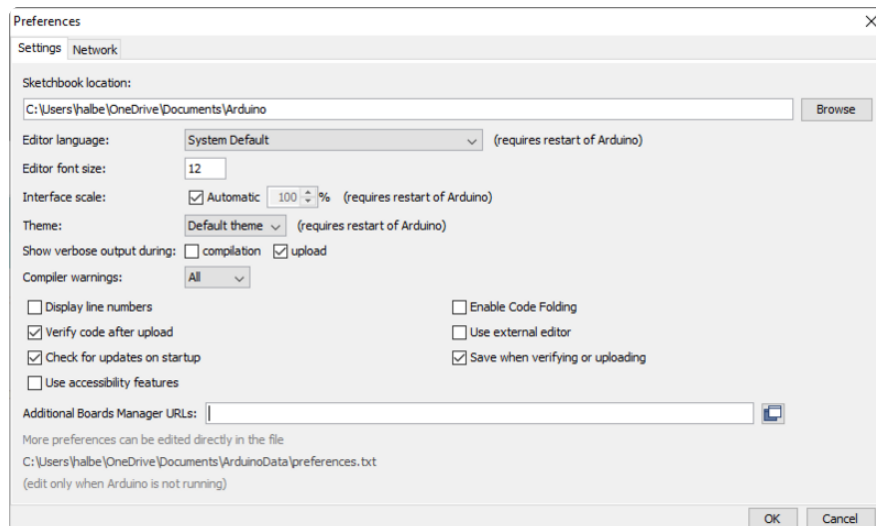 Preferences
Settings Network
Sketchbook location:
C:\Users\halbe\OneDrive\Documents\Arduino Browse
Editor language: System Default (requires restart of Arduino)
Editor font size: 12
Interface scale: Automatic 100 % (requires restart of Arduino)
Theme: Default theme (requires restart of Arduino)
Show verbose output during: compilation upload
Compiler warnings: All
Display line numbers Enable Code Folding
Verify code after upload Use external editor
Check for updates on startup Save when verifying or uploading
Use accessibility features
Additional Boards Manager URLs:
More preferences can be edited directly in the file
C:\Users\halbe\OneDrive\Documents\ArduinoData\preferences.txt
(edit only when Arduino is not running)
OK Cancel